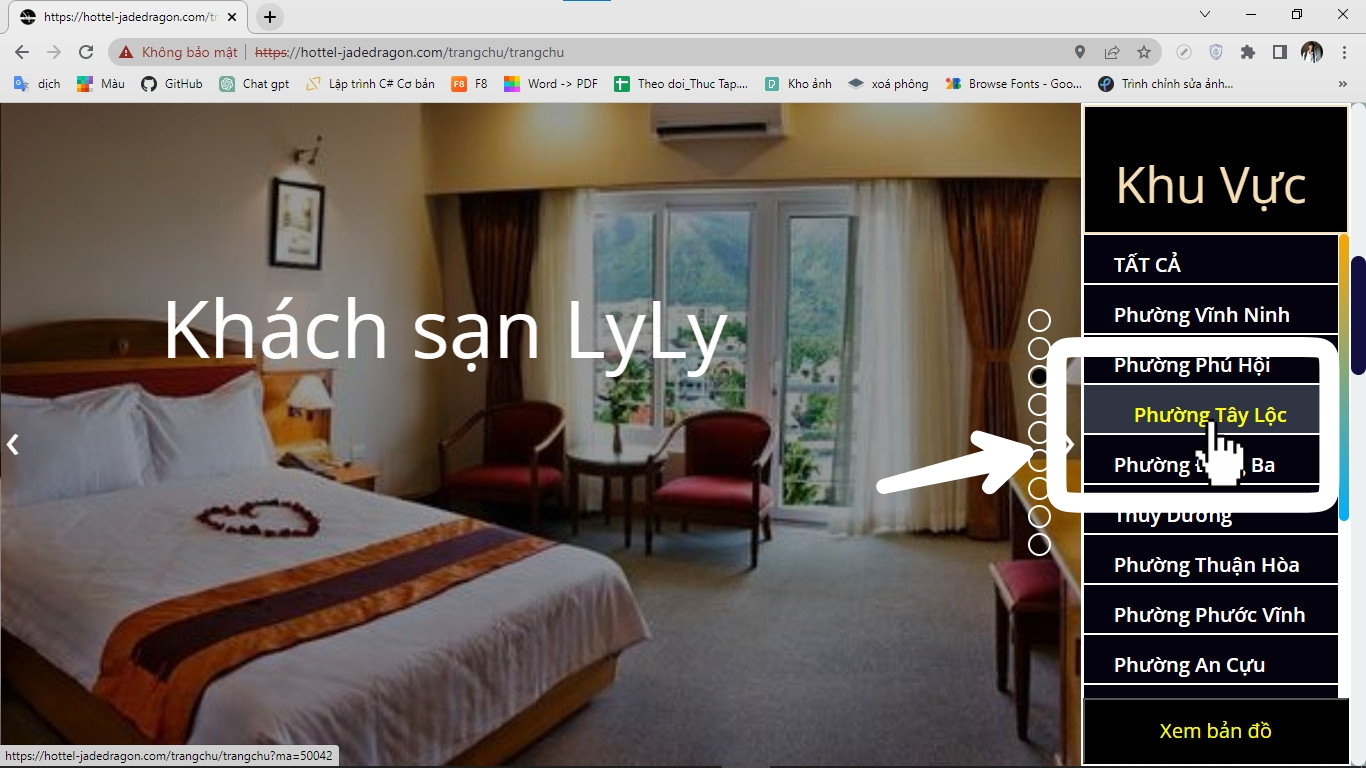 https://hottel-jadedragon.com/tr
Không bảo mật
https://hottel-jadedragon.com/trangchu/trangchu
dịch
Màu
GitHub
Chat gpt
Lập trình C# Cơ bản
F8
F8
Word -> PDF
Theo doi_Thuc Tap....
Kho ảnh
xoá phông
Browse Fonts - Goo...
Trình chỉnh sửa ảnh...
Khách sạn LyLy
Khu Vực
TẤT CẢ
Phường Vĩnh Ninh
Phường Phú Hội
Phường Tây Lộc
Phường Ba
Thủy Dương
Phường Thuận Hòa
Phường Phước Vĩnh
Phường An Cựu
Xem bản đồ
https://hottel-jadedragon.com/trangchu/trangchu?ma=50042